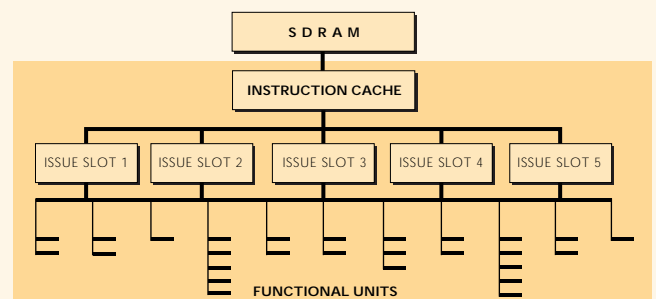 SDRAM
INSTRUCTION CACHE
ISSUE SLOT 1
ISSUE SLOT 2
ISSUE SLOT 3
ISSUE SLOT 4
ISSUE SLOT 5
FUNCTIONAL UNITS